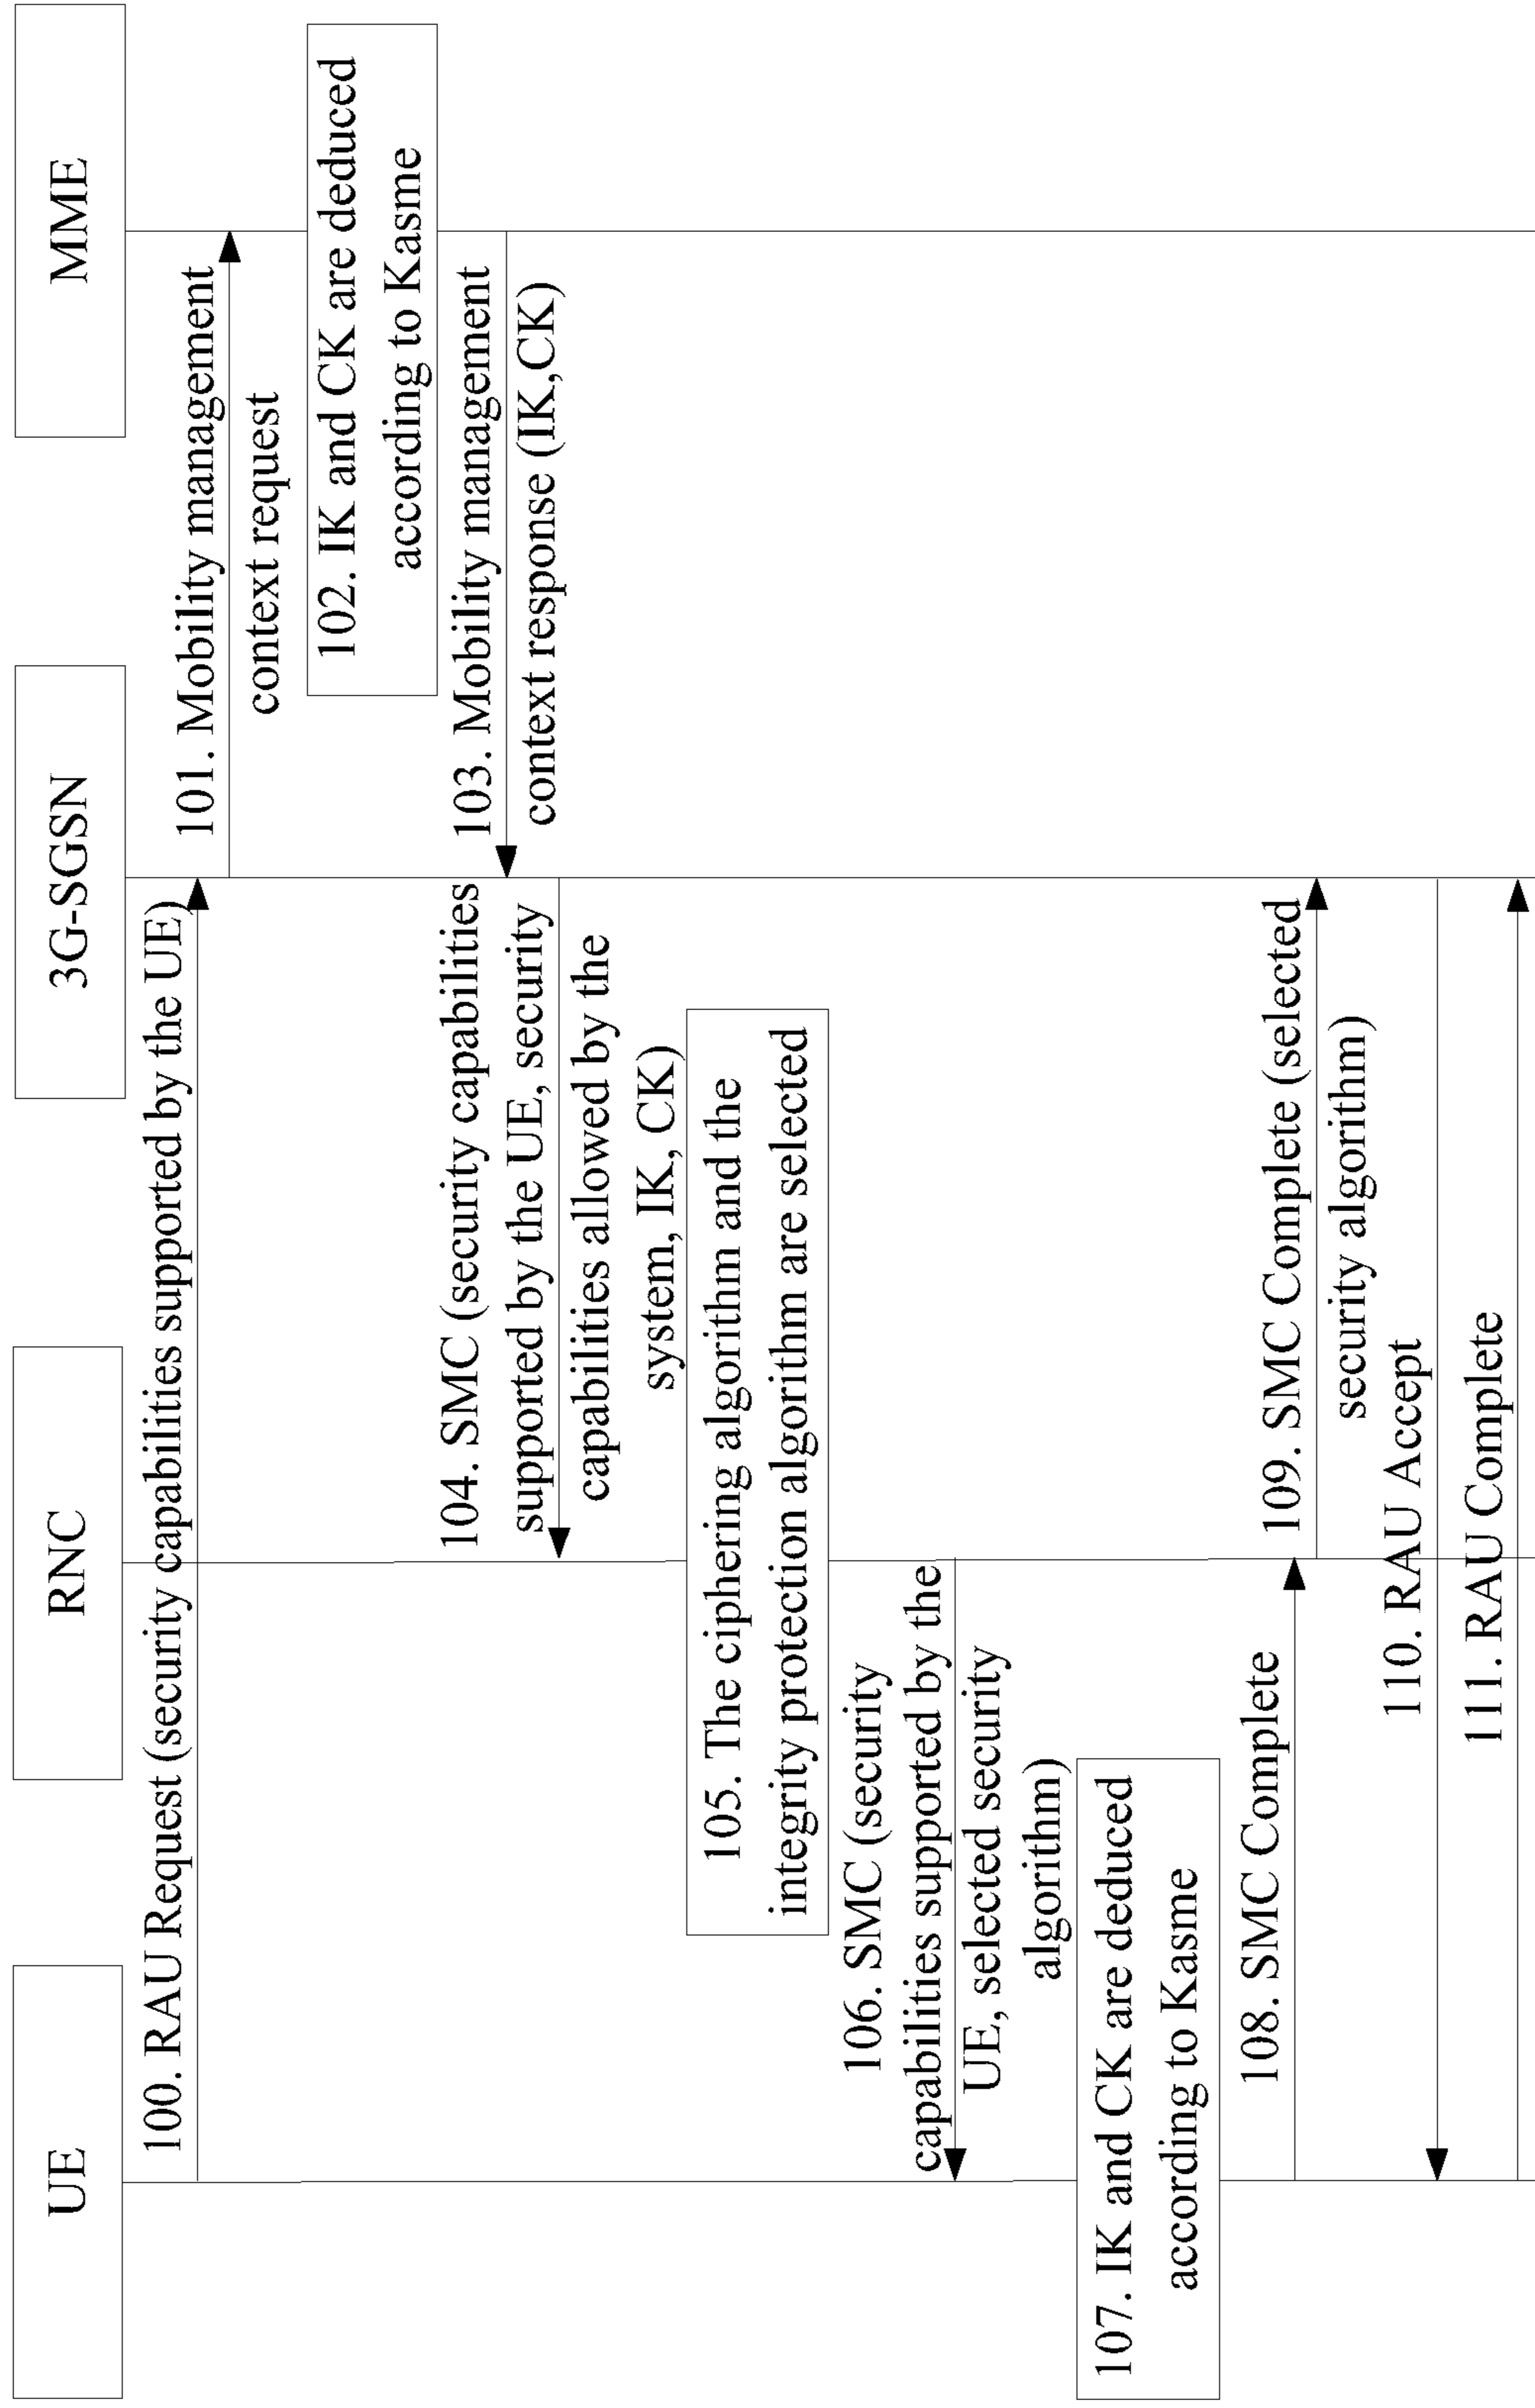 UE
RNC
3G-SGSN
MME
100. RAU Request (security capabilities supported by the UE)
101. Mobility management
context request
102. IK and CK are deduced
according to Kasme
103. Mobility management
context response (IK,CK)
104. SMC (security capabilities
supported by the UE, security
capabilities allowed by the
system, IK, CK)
105. The ciphering algorithm and the
integrity protection algorithm are selected
106. SMC (security
capabilities supported by the
UE, selected security
algorithm)
107. IK and CK are deduced
according to Kasme
108. SMC Complete
109. SMC Complete (selected
security algorithm)
110. RAU Accept
111. RAU Complete